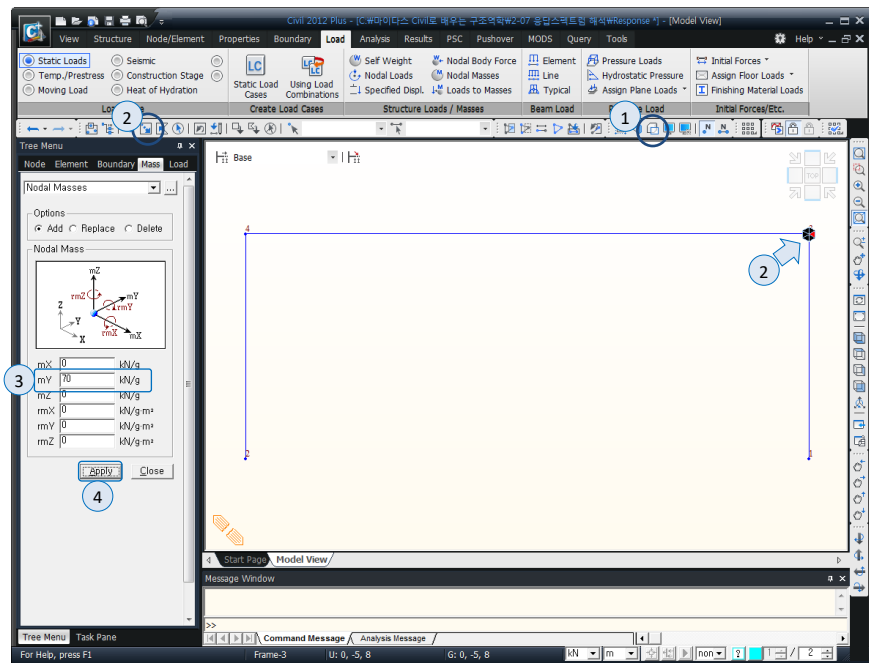 Civil 2012 Plus - [C:₩마이다스 Civil로 배우는 구조역학₩2-07 응답스펙트럼 해석₩Response *] - [Model View]
View Structure Node/Element Properties Boundary Load Analysis Results PSC Pushover MODS Query Tools Help
Static Loads Seismic
Temp./Prestress Construction Stage
Moving Load Heat of Hydration
LC Static Load Cases
LC Using Load Combinations
Create Load Cases
Self Weight Nodal Body Force
Nodal Loads Nodal Masses
Specified Displ. Loads to Masses
Structure Loads / Masses
Element
Line
Typical
Beam Load
Pressure Loads
Hydrostatic Pressure
Assign Plane Loads
Load
Initial Forces
Assign Floor Loads
Finishing Material Loads
Initial Forces/Etc.
2
1
Tree Menu
Node Element Boundary Mass Load
Nodal Masses ...
Options
Add Replace Delete
Nodal Mass
mZ
rmZ
mY
rmY
Z
Y
X
rmX
mX
mX 0 kN/g
3
mY 70 kN/g
mZ 0 kN/g
rmX 0 kN/g·m²
rmY 0 kN/g·m²
rmZ 0 kN/g·m²
Apply Close
4
Base
TOP
4
2
2
Start Page Model View
Message Window
>>
Command Message Analysis Message
Tree Menu Task Pane
For Help, press F1 Frame-3 U: 0, -5, 8 G: 0, -5, 8 kN m non ? 1 / 2